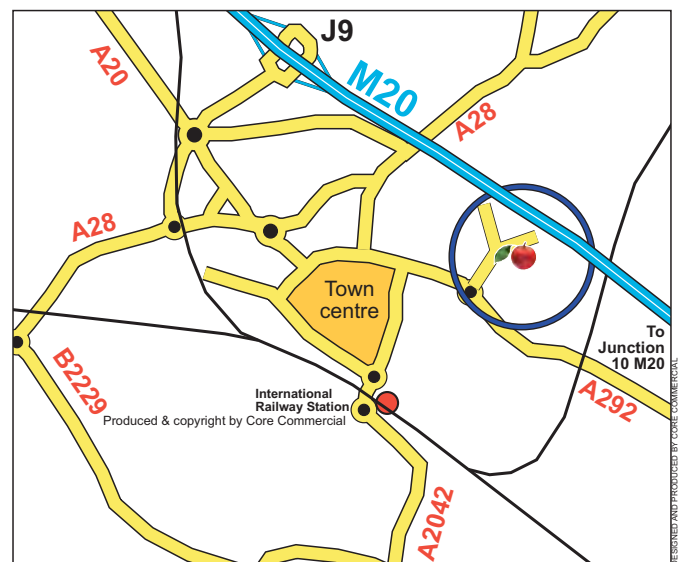 J9
A20
M20
A28
A28
Town
centre
To
Junction
10 M20
B2229
International
Railway Station
Produced & copyright by Core Commercial
A292
A2042
DESIGNED AND PRODUCED BY CORE COMMERCIAL